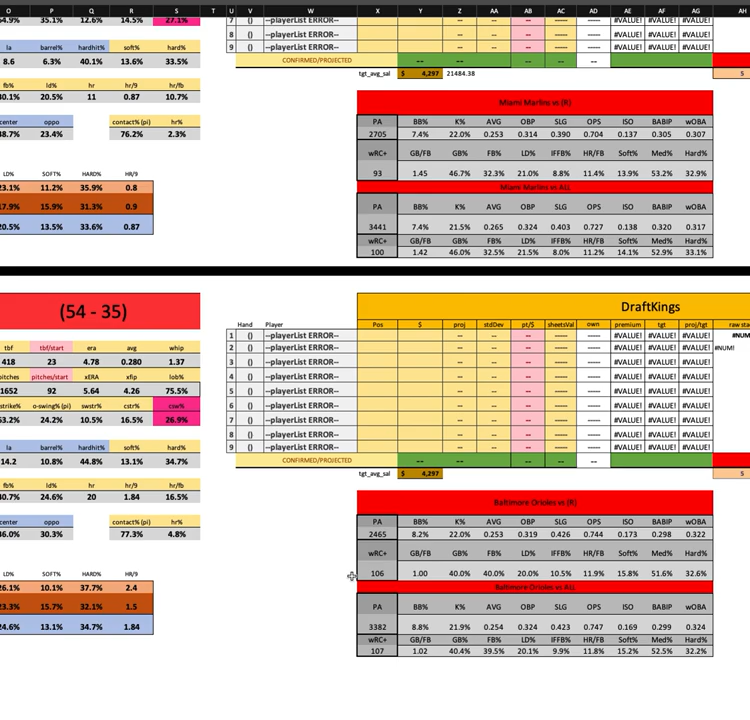 O P Q R S T U V W X Y Z AA AB AC AD AE AF AG AH
54.9% 35.1% 12.6% 14.5% 27.1% 7 () --playerList ERROR-- -- -- -- ----- ----- #VALUE! #VALUE! #VALUE!
8 () --playerList ERROR-- -- -- -- ----- ----- #VALUE! #VALUE! #VALUE!
la barrel% hardhit% soft% hard% 9 () --playerList ERROR-- -- -- -- ----- ----- #VALUE! #VALUE! #VALUE!
8.6 6.3% 40.1% 13.6% 33.5% CONFIRMED/PROJECTED -- -- -- -- -- --
tgt_avg_sal $ 4,297 21484.38 S
fb% ld% hr hr/9 hr/fb
30.1% 20.5% 11 0.87 10.7%
Miami Marlins vs (R)
center oppo contact% (pi) hr% PA BB% K% AVG OBP SLG OPS ISO BABIP wOBA
38.7% 23.4% 76.2% 2.3% 2705 7.4% 22.0% 0.253 0.314 0.390 0.704 0.137 0.305 0.307
wRC+ GB/FB GB% FB% LD% IFFB% HR/FB Soft% Med% Hard%
LD% SOFT% HARD% HR/9 93 1.45 46.7% 32.3% 21.0% 8.8% 11.4% 13.9% 53.2% 32.9%
23.1% 11.2% 35.9% 0.8 Miami Marlins vs ALL
17.9% 15.9% 31.3% 0.9 PA BB% K% AVG OBP SLG OPS ISO BABIP wOBA
20.5% 13.5% 33.6% 0.87 3441 7.4% 21.5% 0.265 0.324 0.403 0.727 0.138 0.320 0.317
wRC+ GB/FB GB% FB% LD% IFFB% HR/FB Soft% Med% Hard%
100 1.42 46.0% 32.5% 21.5% 8.0% 11.2% 14.1% 52.9% 33.1%
(54 - 35) DraftKings
Hand Player Pos $ proj stdDev pt/$ sheetsVal own premium tgt proj/tgt raw sta
1 () --playerList ERROR-- -- -- -- ----- ----- #VALUE! #VALUE! #VALUE! #NUM
tbf tbf/start era avg whip 2 () --playerList ERROR-- -- -- -- ----- ----- #VALUE! #VALUE! #VALUE! #NUM!
418 23 4.78 0.280 1.37 3 () --playerList ERROR-- -- -- -- ----- ----- #VALUE! #VALUE! #VALUE!
pitches pitches/start xERA xfip lob% 4 () --playerList ERROR-- -- -- -- ----- ----- #VALUE! #VALUE! #VALUE!
1652 92 5.64 4.26 75.5% 5 () --playerList ERROR-- -- -- -- ----- ----- #VALUE! #VALUE! #VALUE!
strike% o-swing% (pi) swstr% cstr% csw% 6 () --playerList ERROR-- -- -- -- ----- ----- #VALUE! #VALUE! #VALUE!
63.2% 24.2% 10.5% 16.5% 26.9% 7 () --playerList ERROR-- -- -- -- ----- ----- #VALUE! #VALUE! #VALUE!
8 () --playerList ERROR-- -- -- -- ----- ----- #VALUE! #VALUE! #VALUE!
la barrel% hardhit% soft% hard% 9 () --playerList ERROR-- -- -- -- ----- ----- #VALUE! #VALUE! #VALUE!
14.2 10.8% 44.8% 13.1% 34.7% CONFIRMED/PROJECTED -- -- -- -- -- --
tgt_avg_sal $ 4,297 S
fb% ld% hr hr/9 hr/fb
40.7% 24.6% 20 1.84 16.5%
Baltimore Orioles vs (R)
center oppo contact% (pi) hr% PA BB% K% AVG OBP SLG OPS ISO BABIP wOBA
36.0% 30.3% 77.3% 4.8% 2465 8.2% 22.0% 0.253 0.319 0.426 0.744 0.173 0.298 0.322
wRC+ GB/FB GB% FB% LD% IFFB% HR/FB Soft% Med% Hard%
LD% SOFT% HARD% HR/9 106 1.00 40.0% 40.0% 20.0% 10.5% 11.9% 15.8% 51.6% 32.6%
26.1% 10.1% 37.7% 2.4 Baltimore Orioles vs ALL
23.3% 15.7% 32.1% 1.5 PA BB% K% AVG OBP SLG OPS ISO BABIP wOBA
24.6% 13.1% 34.7% 1.84 3382 8.8% 21.9% 0.254 0.324 0.423 0.747 0.169 0.299 0.324
wRC+ GB/FB GB% FB% LD% IFFB% HR/FB Soft% Med% Hard%
107 1.02 40.4% 39.5% 20.1% 9.9% 11.8% 15.2% 52.5% 32.2%